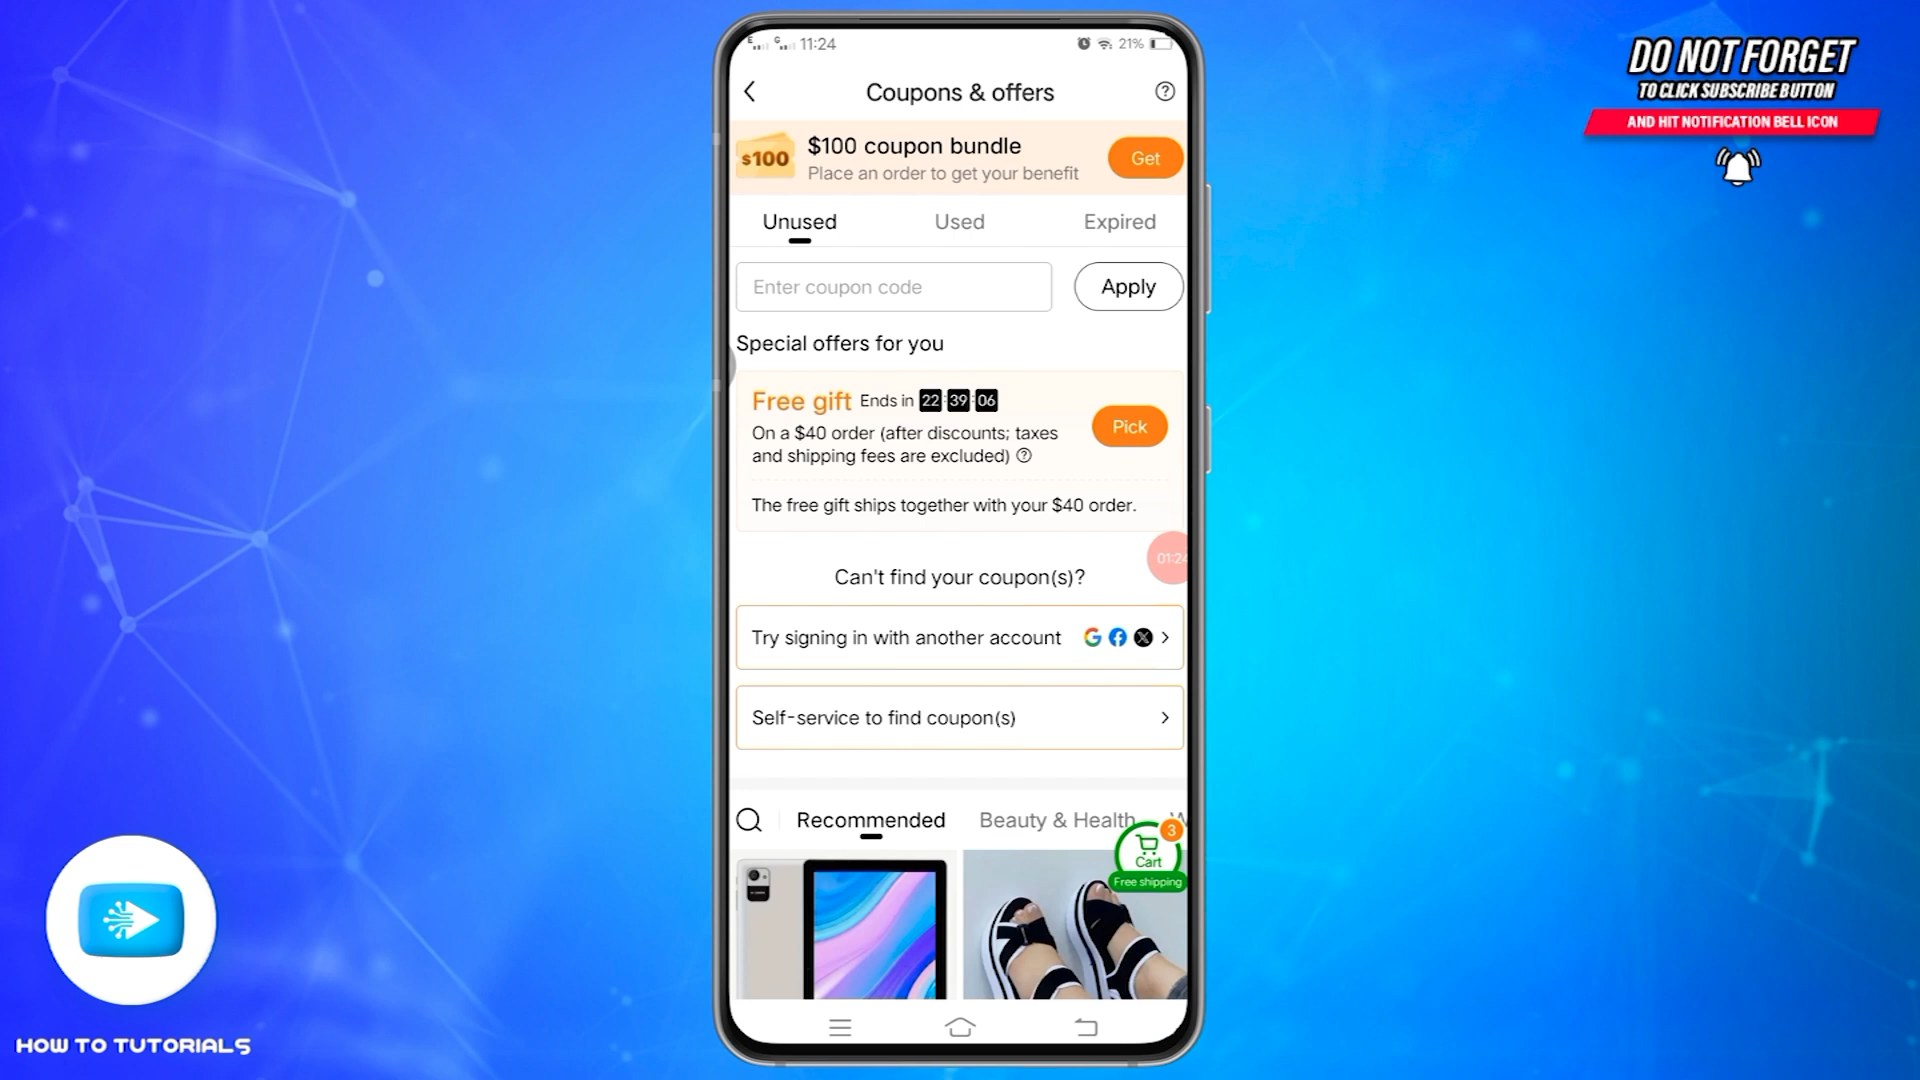 DO NOT FORGET
TO CLICK SUBSCRIBE BUTTON
AND HIT NOTIFICATION BELL ICON
E G 11:24 21%
Coupons & offers
$100 $100 coupon bundle
Place an order to get your benefit
Get
Unused Used Expired
Enter coupon code Apply
Special offers for you
Free gift Ends in 22:39:06
On a $40 order (after discounts; taxes
and shipping fees are excluded)
Pick
The free gift ships together with your $40 order.
01:24
Can't find your coupon(s)?
Try signing in with another account
Self-service to find coupon(s)
Recommended Beauty & Health
3
Cart
Free shipping
HOW TO TUTORIALS